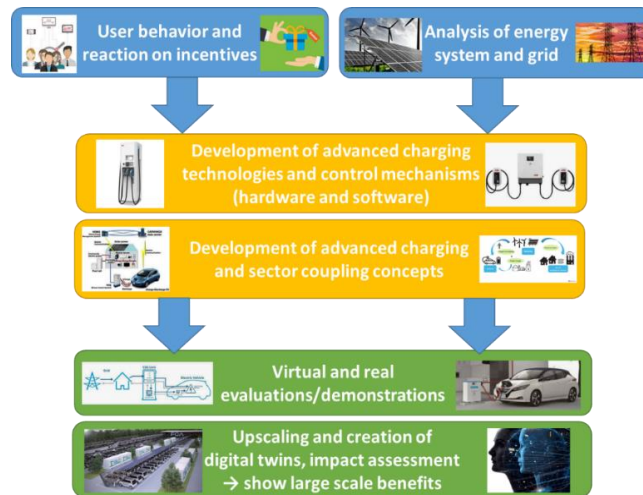 User behavior and
reaction on incentives
Analysis of energy
system and grid
Development of advanced charging
technologies and control mechanisms
(hardware and software)
Development of advanced charging
and sector coupling concepts
Virtual and real
evaluations/demonstrations
Upscaling and creation of
digital twins, impact assessment
→ show large scale benefits